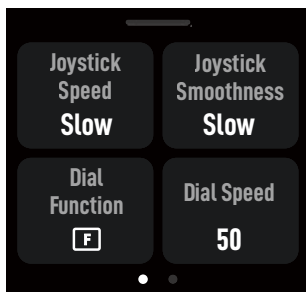 Joystick
Speed
Slow
Joystick
Smoothness
Slow
Dial
Function
F
Dial Speed
50